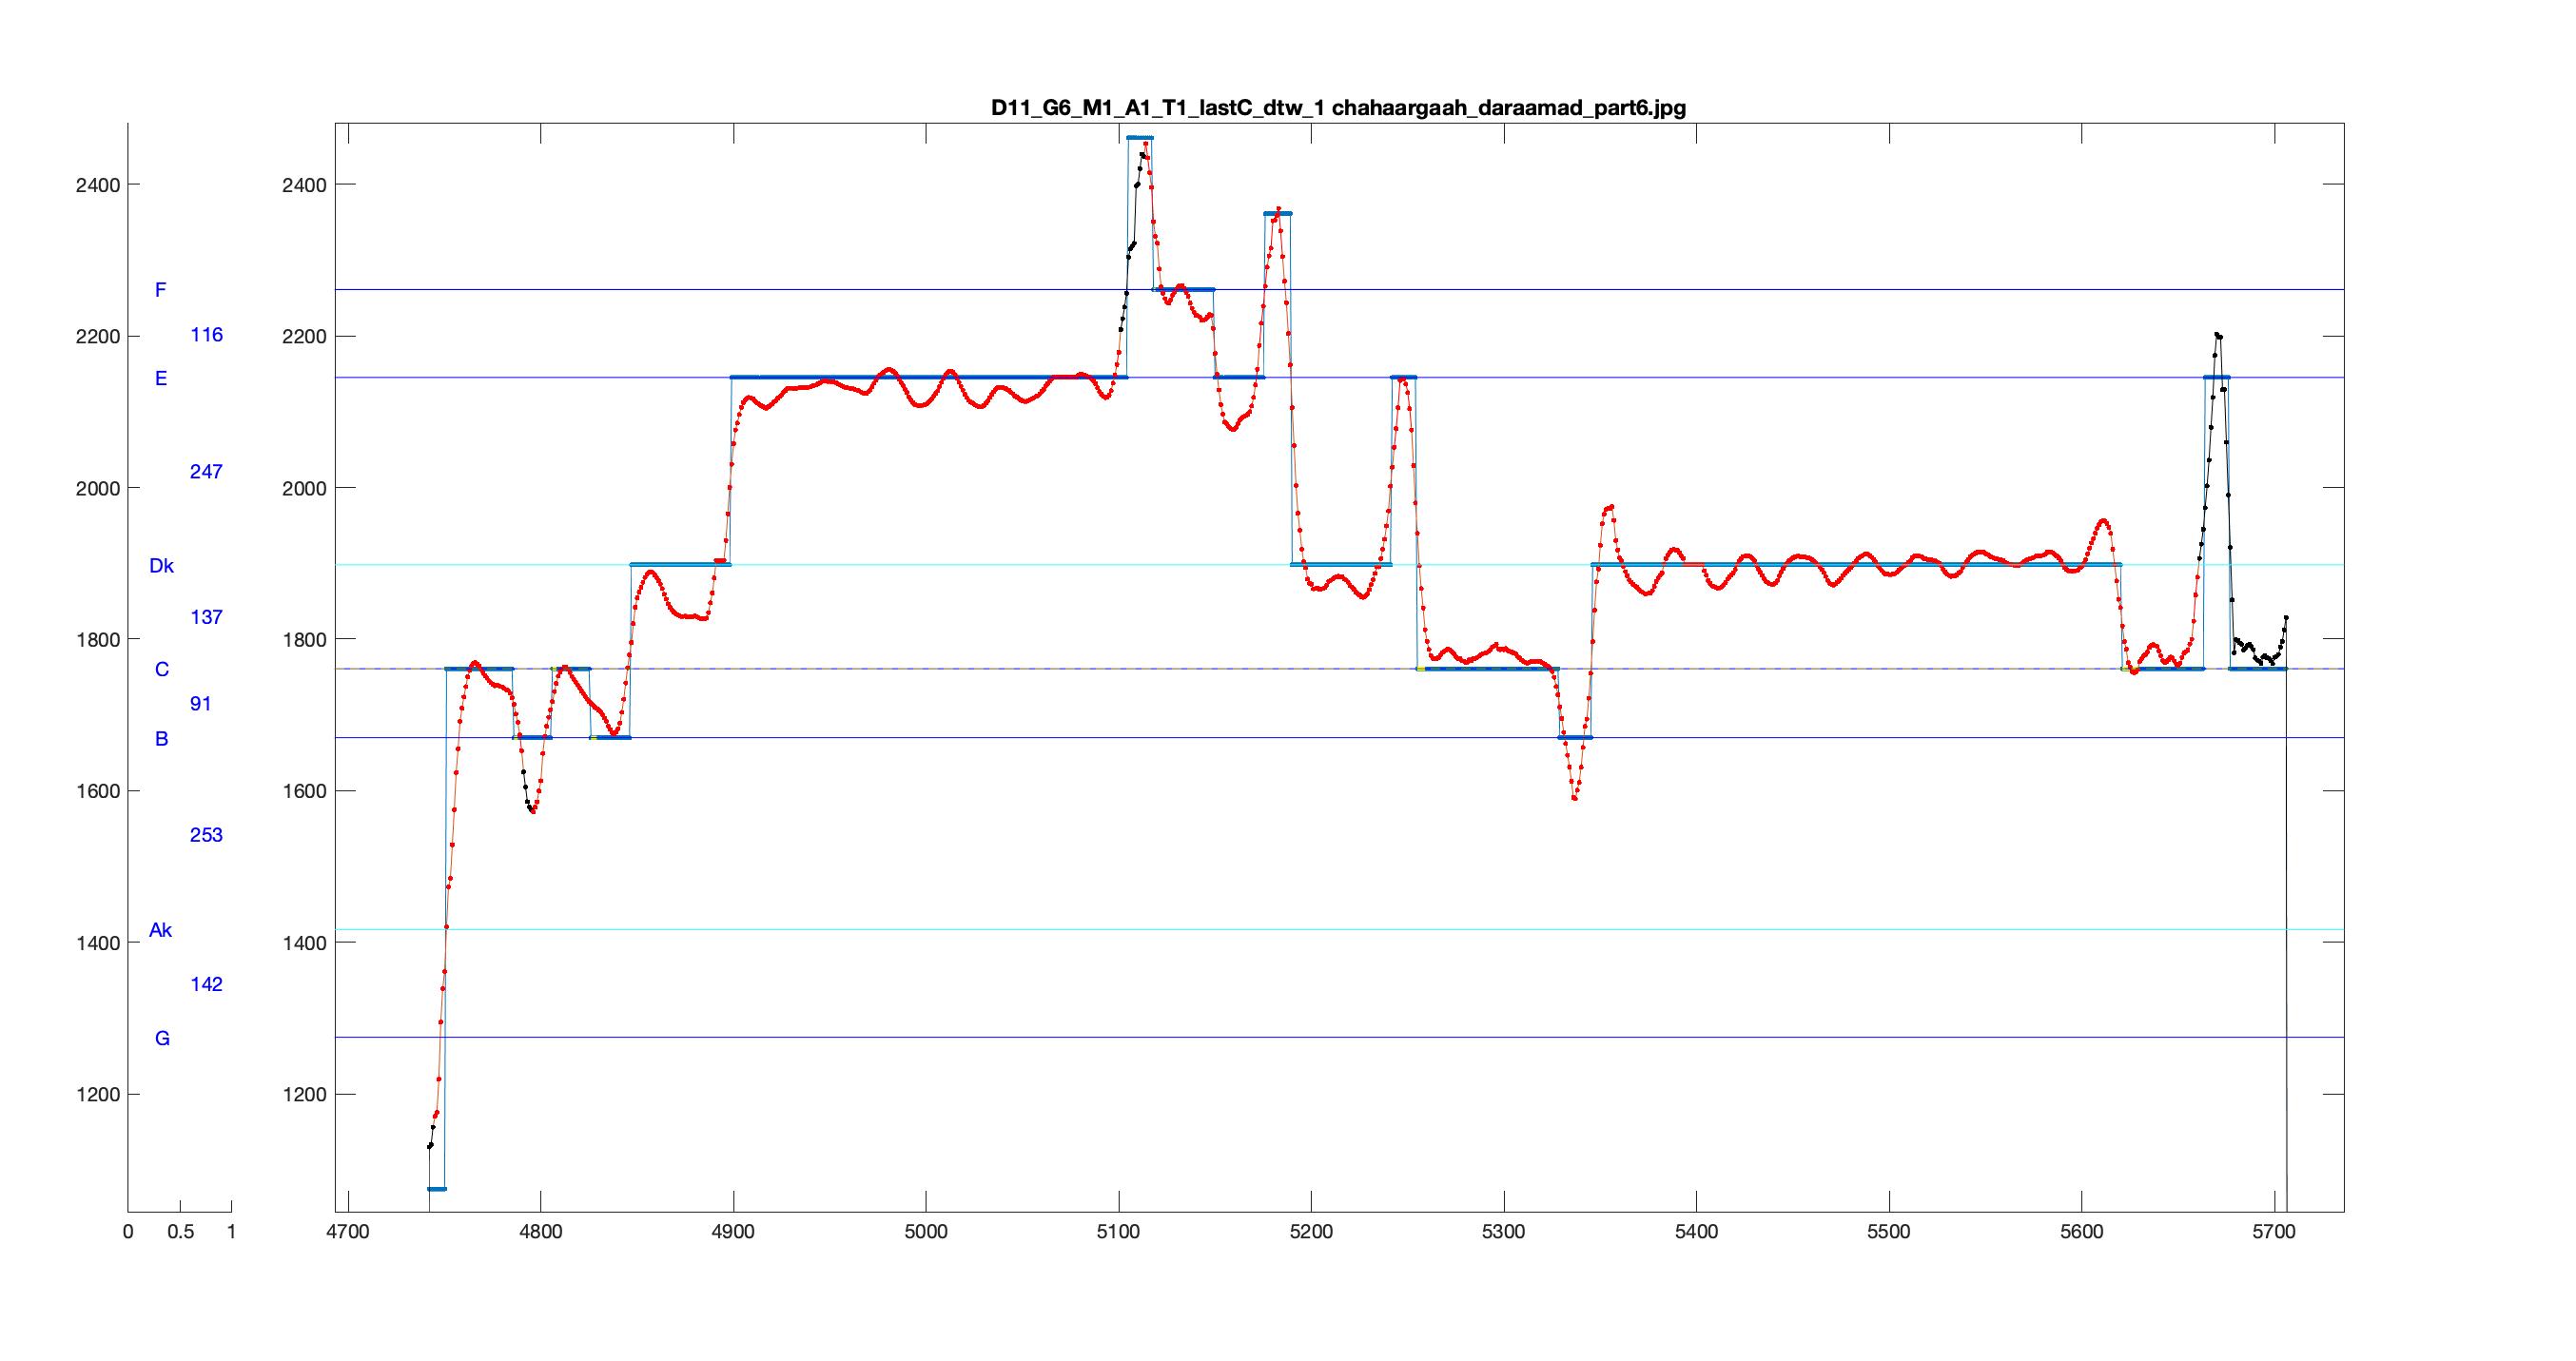 D11_G6_M1_A1_T1_lastC_dtw_1 chahaargaah_daraamad_part6.jpg
2400 2400
F
116
2200 2200
E
247
2000 2000
Dk
137
1800 1800
C
91
B
1600 1600
253
Ak
1400 1400
142
G
1200 1200
0 0.5 1 4700 4800 4900 5000 5100 5200 5300 5400 5500 5600 5700